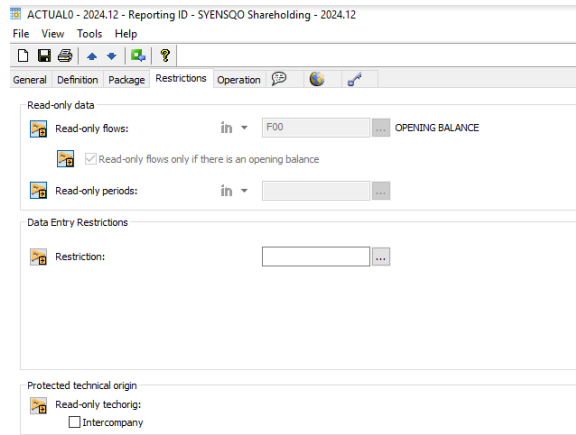 ACTUAL0 - 2024.12 - Reporting ID - SYENSQO Shareholding - 2024.12
File View Tools Help
General Definition Package Restrictions Operation
Read-only data
Read-only flows: in F00 ... OPENING BALANCE
Read-only flows only if there is an opening balance
Read-only periods: in ...
Data Entry Restrictions
Restriction: ...
Protected technical origin
Read-only techorig:
Intercompany